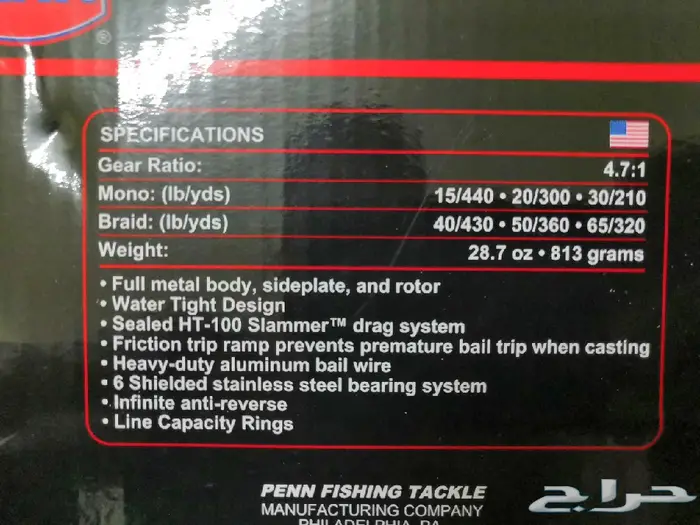 ®
SPECIFICATIONS
Gear Ratio: 4.7:1
Mono: (lb/yds) 15/440 • 20/300 • 30/210
Braid: (lb/yds) 40/430 • 50/360 • 65/320
Weight: 28.7 oz • 813 grams
• Full metal body, sideplate, and rotor
• Water Tight Design
• Sealed HT-100 Slammer™ drag system
• Friction trip ramp prevents premature bail trip when casting
• Heavy-duty aluminum bail wire
• 6 Shielded stainless steel bearing system
• Infinite anti-reverse
• Line Capacity Rings
PENN FISHING TACKLE
MANUFACTURING COMPANY
PHILADELPHIA, PA
حراج